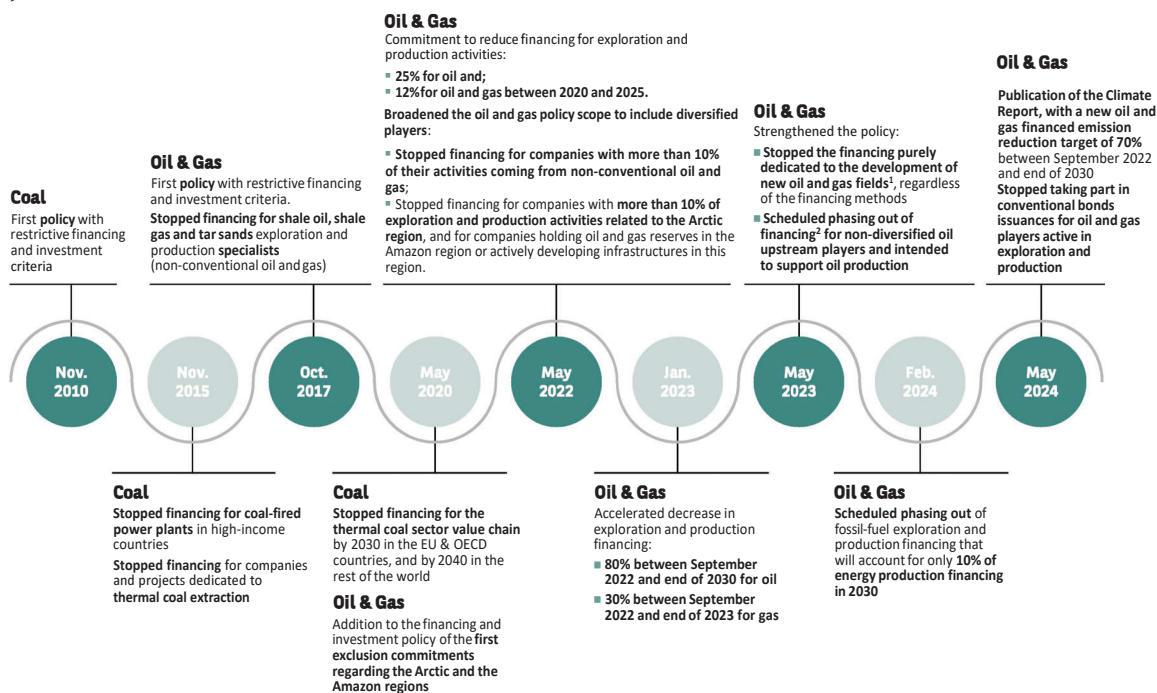 Coal
First policy with
restrictive financing
and investment
criteria
Oil & Gas
First policy with restrictive financing
and investment criteria.
Stopped financing for shale oil, shale
gas and tar sands exploration and
production specialists
(non-conventional oil and gas)
Oil & Gas
Commitment to reduce financing for exploration and
production activities:
▪ 25% for oil and;
▪ 12%for oil and gas between 2020 and 2025.
Broadened the oil and gas policy scope to include diversified
players:
▪ Stopped financing for companies with more than 10%
of their activities coming from non-conventional oil and
gas;
▪ Stopped financing for companies with more than 10% of
exploration and production activities related to the Arctic
region, and for companies holding oil and gas reserves in the
Amazon region or actively developing infrastructures in this
region.
Oil & Gas
Strengthened the policy:
■ Stopped the financing purely
dedicated to the development of
new oil and gas fields¹, regardless
of the financing methods
■ Scheduled phasing out of
financing² for non-diversified oil
upstream players and intended
to support oil production
Oil & Gas
Publication of the Climate
Report, with a new oil and
gas financed emission
reduction target of 70%
between September 2022
and end of 2030
Stopped taking part in
conventional bonds
issuances for oil and gas
players active in
exploration and
production
Nov.
2010
Nov.
2015
Oct.
2017
May
2020
May
2022
Jan.
2023
May
2023
Feb.
2024
May
2024
Coal
Stopped financing for coal-fired
power plants in high-income
countries
Stopped financing for companies
and projects dedicated to
thermal coal extraction
Coal
Stopped financing for the
thermal coal sector value chain
by 2030 in the EU & OECD
countries, and by 2040 in the
rest of the world
Oil & Gas
Addition to the financing and
investment policy of the first
exclusion commitments
regarding the Arctic and the
Amazon regions
Oil & Gas
Accelerated decrease in
exploration and production
financing:
■ 80% between September
2022 and end of 2030 for oil
■ 30% between September
2022 and end of 2023 for gas
Oil & Gas
Scheduled phasing out of
fossil-fuel exploration and
production financing that
will account for only 10% of
energy production financing
in 2030